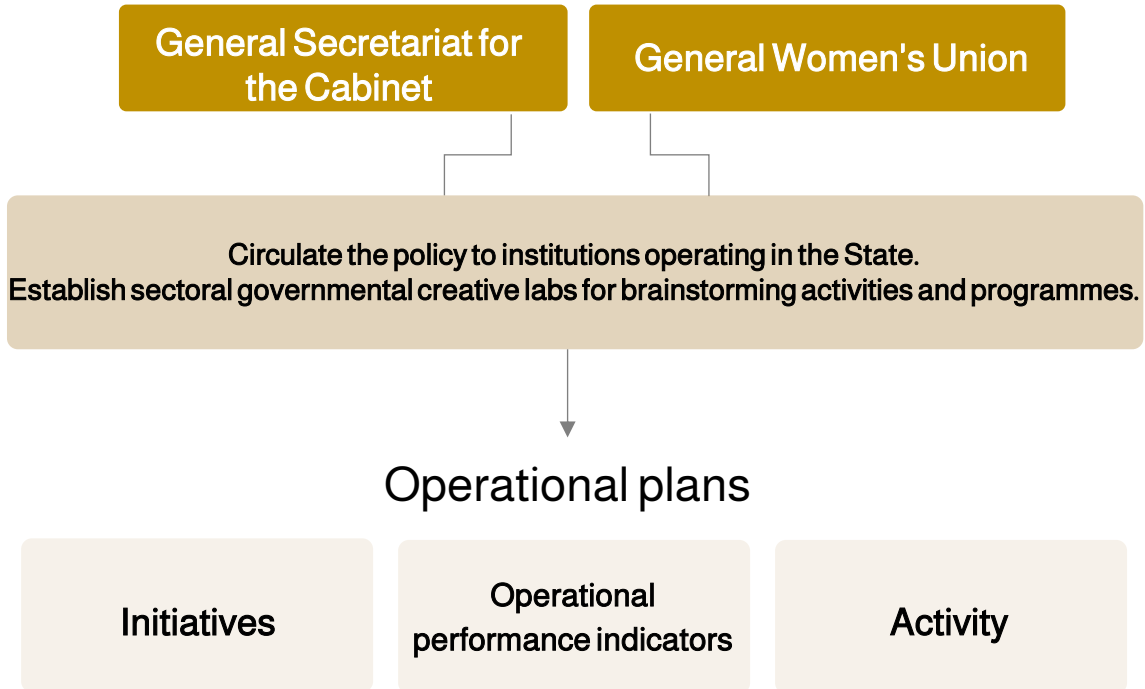 General Secretariat for
the Cabinet
General Women's Union
Circulate the policy to institutions operating in the State.
Establish sectoral governmental creative labs for brainstorming activities and programmes.
Operational plans
Initiatives
Operational
performance indicators
Activity